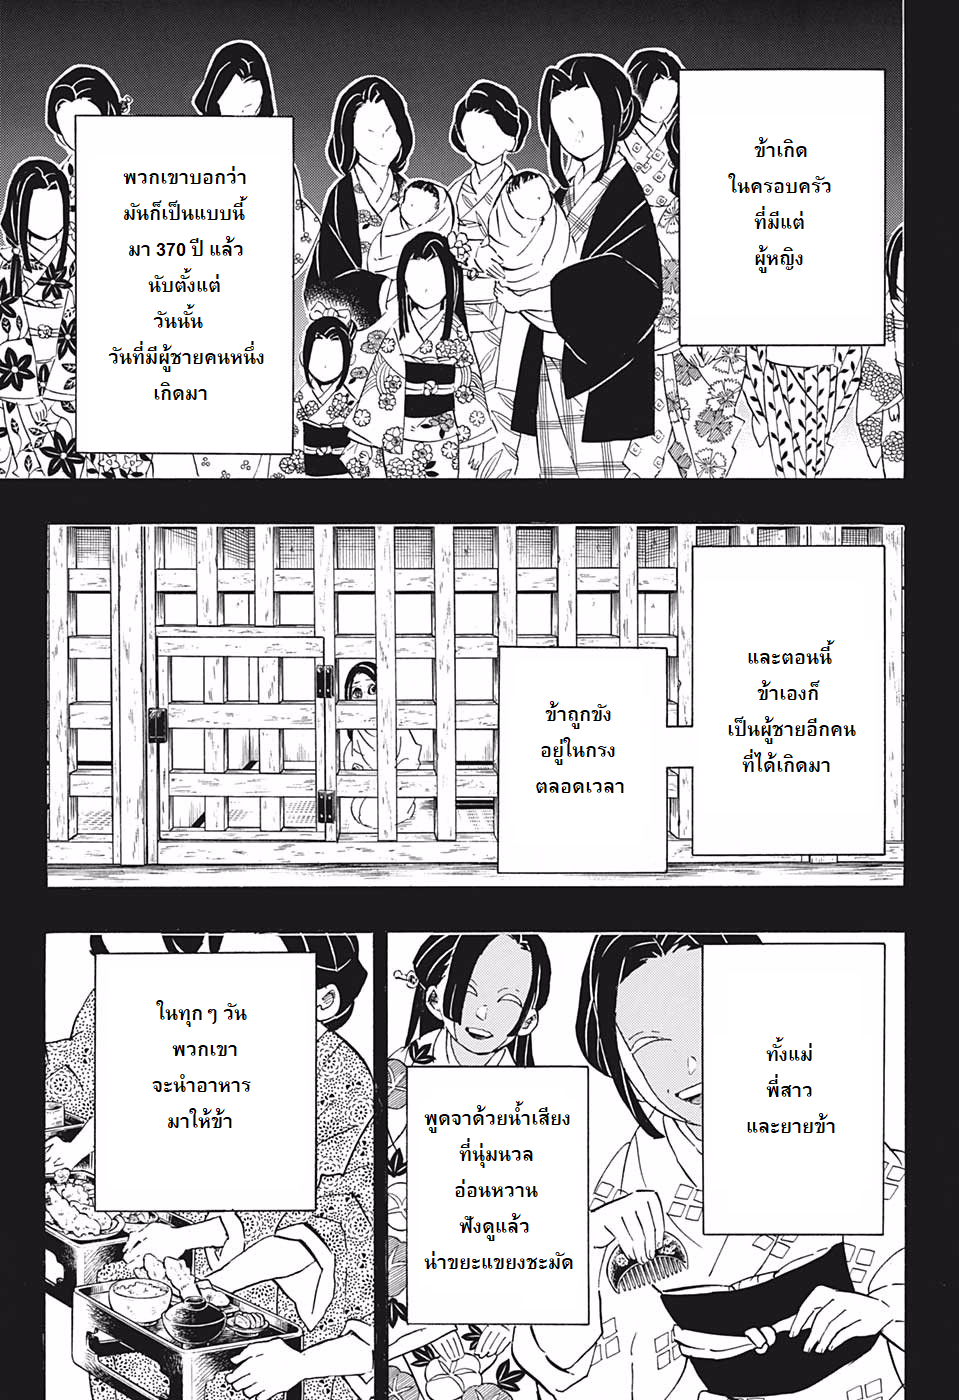 ข้าเกิด
ในครอบครัว
ที่มีแต่
ผู้หญิง
พวกเขาบอกว่า
มันก็เป็นแบบนี้
มา 370 ปี แล้ว
นับตั้งแต่
วันนั้น
วันที่มีผู้ชายคนหนึ่ง
เกิดมา
และตอนนี้
ข้าเองก็
เป็นผู้ชายอีกคน
ที่ได้เกิดมา
ข้าถูกขัง
อยู่ในกรง
ตลอดเวลา
ทั้งแม่
พี่สาว
และยายข้า
พูดจาด้วยน้ำเสียง
ที่นุ่มนวล
อ่อนหวาน
ฟังดูแล้ว
น่าขยะแขยงชะมัด
ในทุกๆ วัน
พวกเขา
จะนำอาหาร
มาให้ข้า